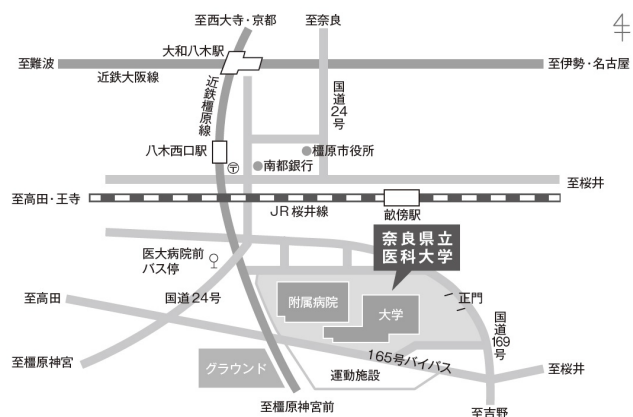 至西大寺・京都
至奈良
大和八木駅
至難波
至伊勢・名古屋
近鉄大阪線
近鉄橿原線
国道24号
八木西口駅
〒
橿原市役所
南都銀行
至桜井
至高田・王寺
JR桜井線
畝傍駅
奈良県立
医科大学
医大病院前
バス停
附属病院
大学
正門
国道169号
至高田
国道24号
165号バイパス
至橿原神宮
グラウンド
運動施設
至桜井
至橿原神宮前
至吉野